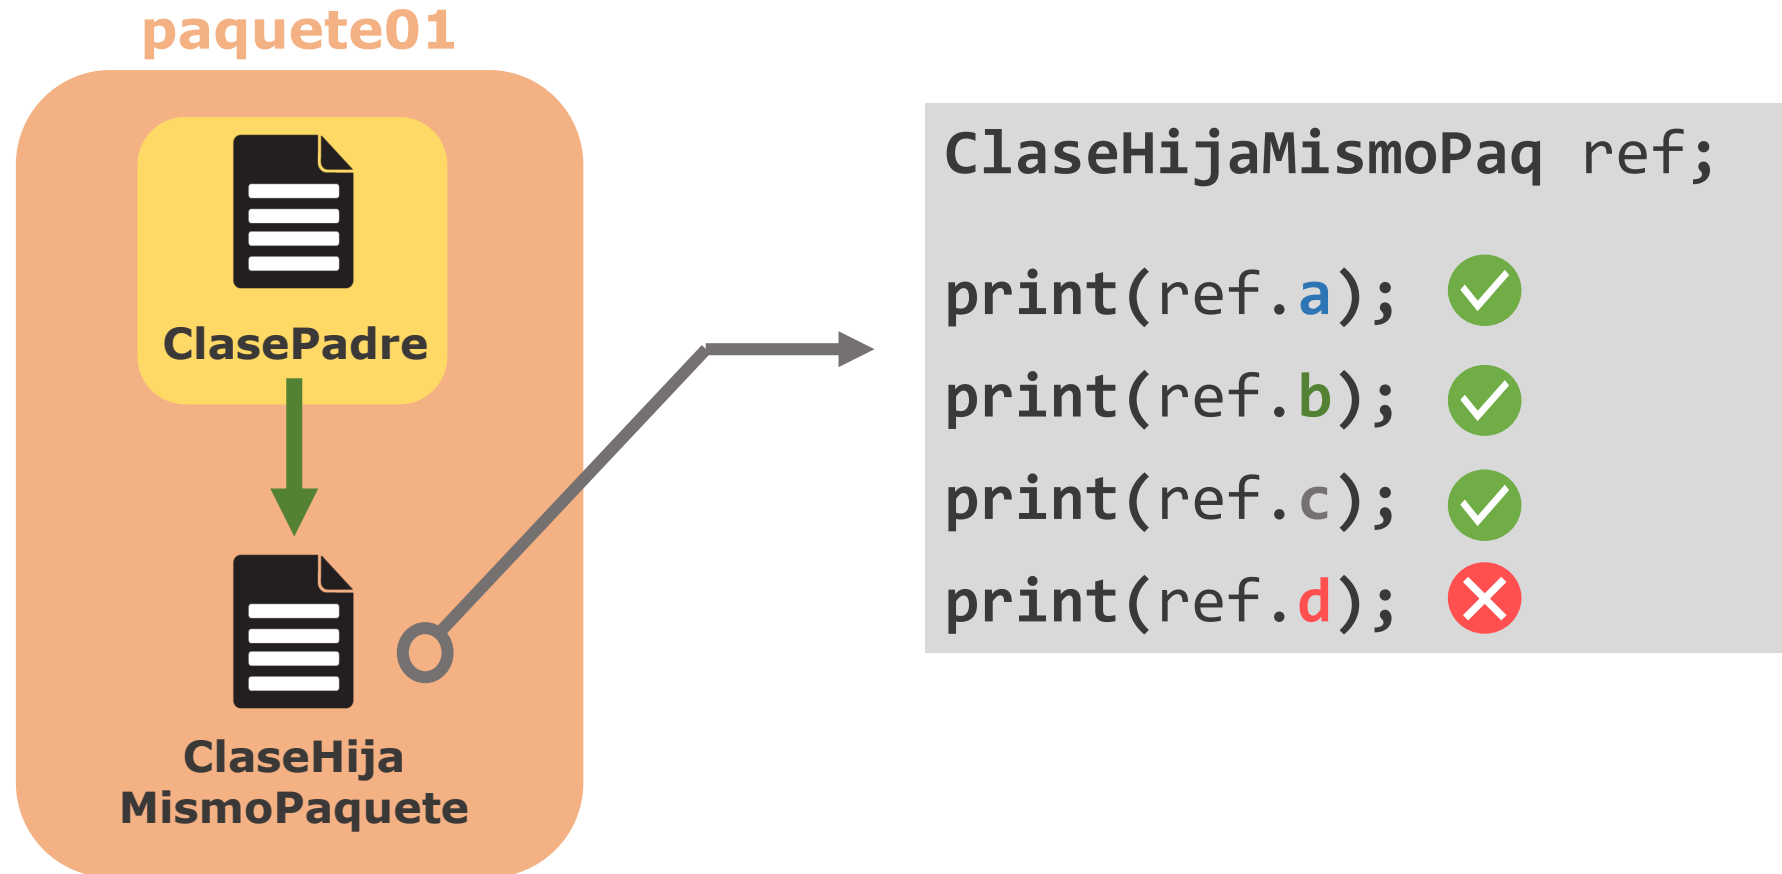 paquete01
ClasePadre
ClaseHija
MismoPaquete
ClaseHijaMismoPaq ref;
print(ref.a);
print(ref.b);
print(ref.c);
print(ref.d);